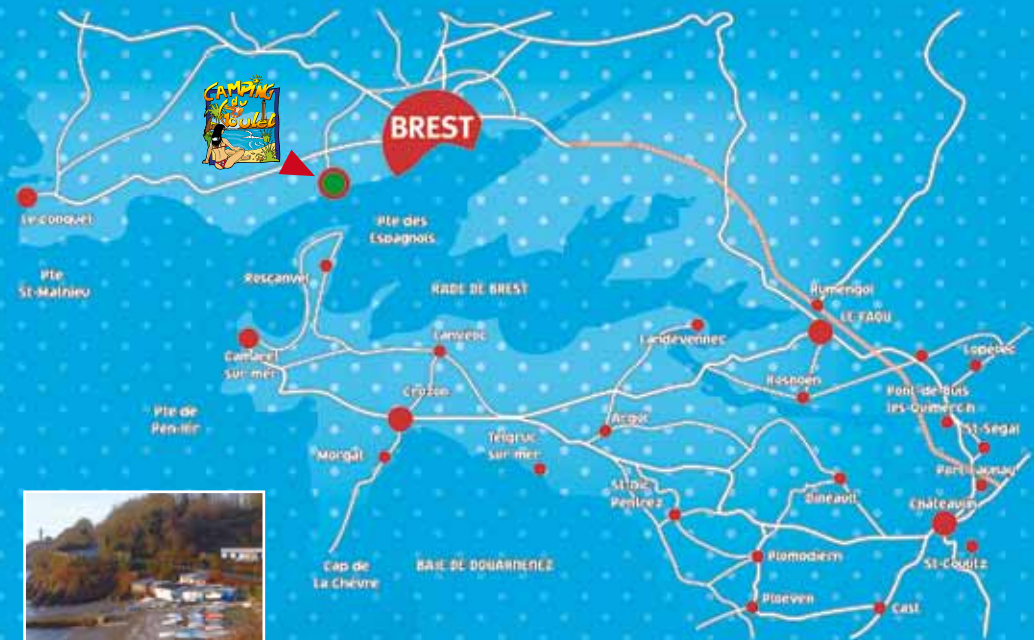 CAMPING
du
Goulet
BREST
Le Conquet
Pte des
Espagnols
Pte
St-Mathieu
Roscanvel
RADE DE BREST
Rumengol
LE FAOU
Camaret
sur mer
Lanvéoc
Landévennec
Lopérec
Crozon
Rosnoën
Pont-de-Buis
les-Quimerch
Pte de
Pen-Hir
Argol
St-Ségal
Telgruc
sur mer
Morgat
Port-Launay
St-Nic
Pentrez
Dinéault
Châteaulin
Cap de
La Chèvre
BAIE DE DOUARNENEZ
Plomodiern
St-Coulitz
Ploéven
Cast